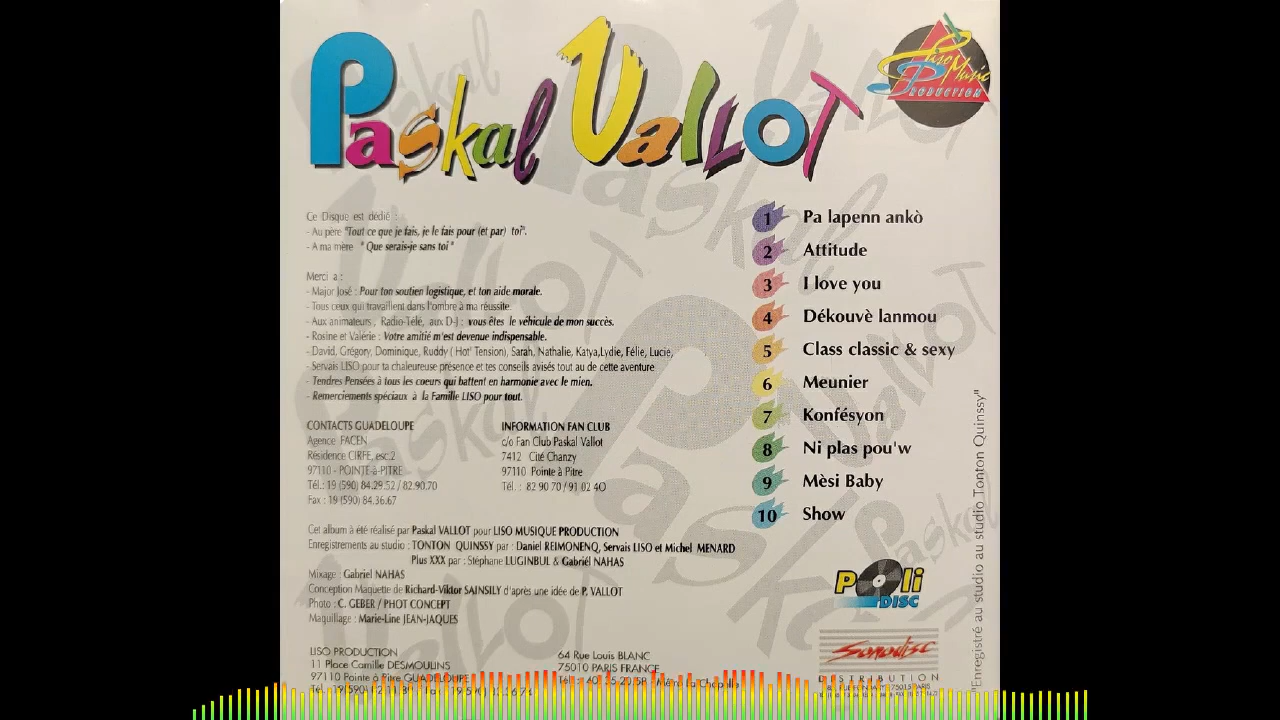 Paskal VALLOT
Liso Music
PRODUCTION
Ce Disque est dédié :
- Au père "Tout ce que je fais, je le fais pour (et par) toi".
- A ma mère " Que serais-je sans toi "
Merci a :
- Major José : Pour ton soutien logistique, et ton aide morale.
- Tous ceux qui travaillent dans l'ombre à ma réussite.
- Aux animateurs , Radio-Télé, aux D-J ; vous êtes le véhicule de mon succès.
- Rosine et Valérie : Votre amitié m'est devenue indispensable.
- David, Grégory, Dominique, Ruddy ( Hot' Tension), Sarah, Nathalie, Katya,Lydie, Félie, Lucie,
- Servais LISO pour ta chaleureuse présence et tes conseils avisés tout au de cette aventure
- Tendres Pensées à tous les coeurs qui battent en harmonie avec le mien.
- Remerciements spéciaux à la Famille LISO pour tout.
CONTACTS GUADELOUPE
Agence FACEN
Résidence CIRFE, esc.2
97110 - POINTE-à-PITRE
Tél.: 19 (590) 84.29.52 / 82.90.70
Fax : 19 (590) 84.36.67
INFORMATION FAN CLUB
c/o Fan Club Paskal Vallot
7412 Cité Chanzy
97110 Pointe à Pitre
Tél. : 82 90 70 / 91 02 40
Cet album à été réalisé par Paskal VALLOT pour LISO MUSIQUE PRODUCTION
Enregistrements au studio : TONTON QUINSSY par : Daniel REIMONENQ, Servais LISO et Michel MENARD
Plus XXX par : Stéphane LUGINBUL & Gabriél NAHAS
Mixage : Gabriel NAHAS
Conception Maquette de Richard-Viktor SAINSILY d'après une idée de P. VALLOT
Photo : C. GEBER / PHOT CONCEPT
Maquillage : Marie-Line JEAN-JAQUES
LISO PRODUCTION
11 Place Camille DESMOULINS
97110 Pointe à Pitre GUADELOUPE
64 Rue Louis BLANC
75010 PARIS FRANCE
1 Pa lapenn ankò
2 Attitude
3 I love you
4 Dékouvè lanmou
5 Class classic & sexy
6 Meunier
7 Konfésyon
8 Ni plas pou'w
9 Mèsi Baby
10 Show
Poli
DISC
Sonodisc
DISTRIBUTION
"Enregistré au studio au studio Tonton Quinssy"